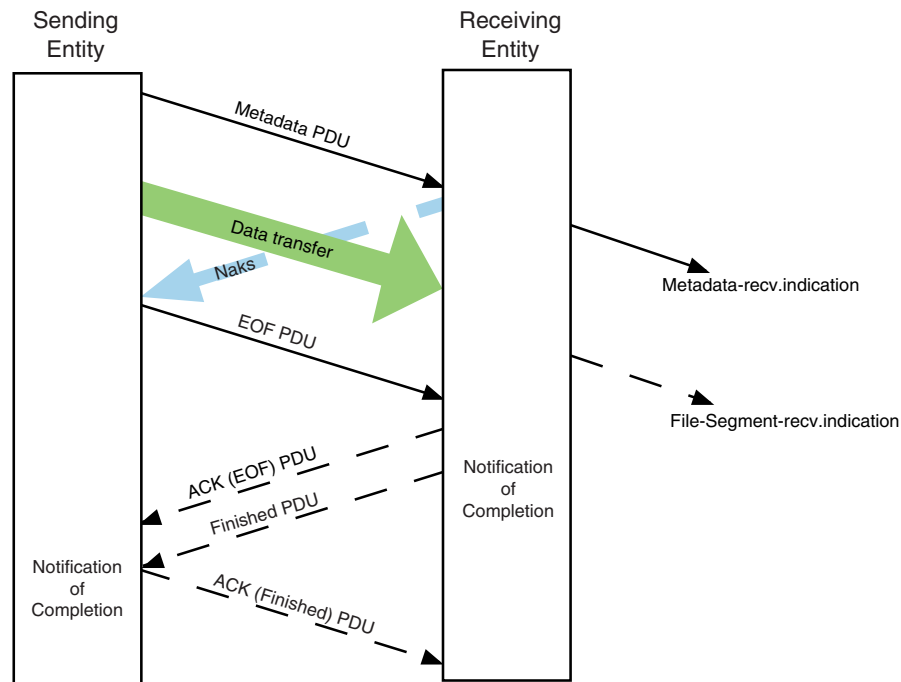 Sending
Entity
Receiving
Entity
Metadata PDU
Data transfer
Naks
Metadata-recv.indication
EOF PDU
File-Segment-recv.indication
ACK (EOF) PDU
Notification
of
Completion
Finished PDU
Notification
of
Completion
ACK (Finished) PDU